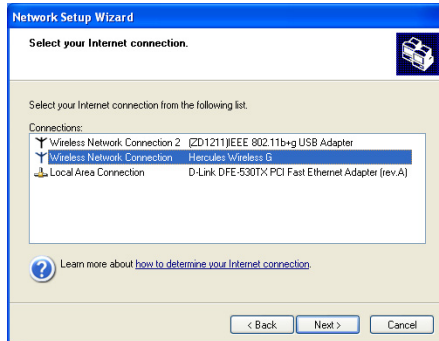 Network Setup Wizard
Select your Internet connection.
Select your Internet connection from the following list.
Connections:
Wireless Network Connection 2 (ZD1211)IEEE 802.11b+g USB Adapter
Wireless Network Connection Hercules Wireless G
Local Area Connection D-Link DFE-530TX PCI Fast Ethernet Adapter (rev.A)
Learn more about how to determine your Internet connection.
< Back Next > Cancel